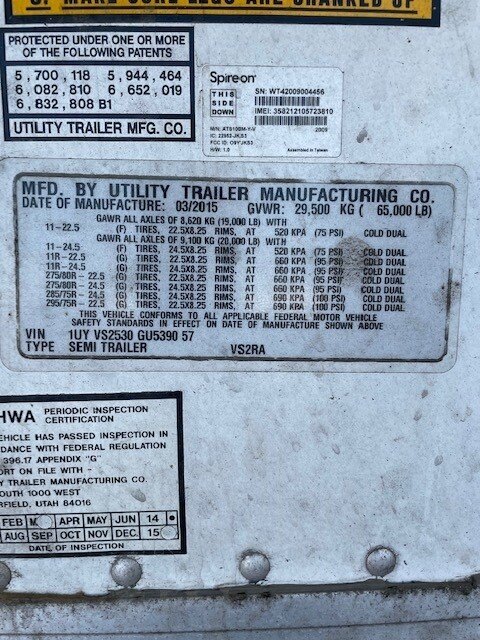 MAKE SURE LEGS ARE CRANKED UP
PROTECTED UNDER ONE OR MORE
OF THE FOLLOWING PATENTS
5,700,118 5,944,464
6,082,810 6,652,019
6,832,808 B1
UTILITY TRAILER MFG. CO.
Spireon
THIS
SIDE
DOWN
SN: WT42009004456
IMEI: 358212105723810
2009
H/W: 1.0
Assembled in Taiwan
MFD. BY UTILITY TRAILER MANUFACTURING CO.
DATE OF MANUFACTURE: 03/2015 GVWR: 29,500 KG ( 65,000 LB)
GAWR ALL AXLES OF 8,620 KG (19,000 LB) WITH
11-22.5 (F) TIRES, 22.5X8.25 RIMS, AT 520 KPA (75 PSI) COLD DUAL
GAWR ALL AXLES OF 9,100 KG (20,000 LB) WITH
11-24.5 (F) TIRES, 24.5X8.25 RIMS, AT 520 KPA (75 PSI) COLD DUAL
11R-22.5 (G) TIRES, 22.5X8.25 RIMS, AT 660 KPA (95 PSI) COLD DUAL
11R-24.5 (G) TIRES, 24.5X8.25 RIMS, AT 660 KPA (95 PSI) COLD DUAL
275/80R-22.5 (G) TIRES, 22.5X8.25 RIMS, AT 660 KPA (95 PSI) COLD DUAL
275/80R-24.5 (G) TIRES, 24.5X8.25 RIMS, AT 660 KPA (95 PSI) COLD DUAL
285/75R-24.5 (G) TIRES, 24.5X8.25 RIMS, AT 690 KPA (100 PSI) COLD DUAL
295/75R-22.5 (G) TIRES, 22.5X8.25 RIMS, AT 690 KPA (100 PSI) COLD DUAL
THIS VEHICLE CONFORMS TO ALL APPLICABLE FEDERAL MOTOR VEHICLE
SAFETY STANDARDS IN EFFECT ON DATE OF MANUFACTURE SHOWN ABOVE
VIN 1UY VS2530 GU5390 57
TYPE SEMI TRAILER VS2RA
HWA PERIODIC INSPECTION
CERTIFICATION
EHICLE HAS PASSED INSPECTION IN
DANCE WITH FEDERAL REGULATION
396.17 APPENDIX "G"
ORT ON FILE WITH -
Y TRAILER MANUFACTURING CO.
OUTH 1000 WEST
RFIELD, UTAH 84016
FEB M APR MAY JUN 14
AUG SEP OCT NOV DEC. 15
DATE OF INSPECTION